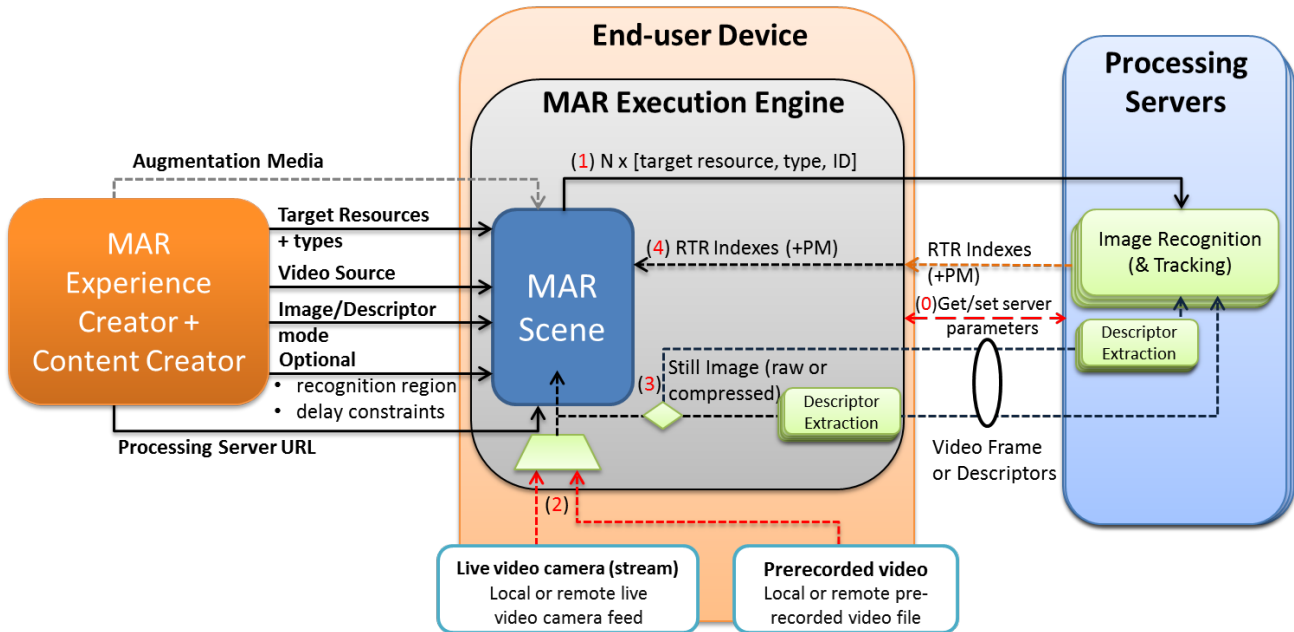 End-user Device
Processing
Servers
MAR Execution Engine
Augmentation Media
(1) N x [target resource, type, ID]
MAR
Experience
Creator +
Content Creator
Target Resources
+ types
Video Source
Image/Descriptor
mode
Optional
• recognition region
• delay constraints
Processing Server URL
MAR
Scene
(4) RTR Indexes (+PM)
RTR Indexes
(+PM)
Image Recognition
(& Tracking)
(0)Get/set server
parameters
Descriptor
Extraction
(3)
Still Image (raw or
compressed)
Descriptor
Extraction
Video Frame
or Descriptors
(2)
Live video camera (stream)
Local or remote live
video camera feed
Prerecorded video
Local or remote pre-
recorded video file